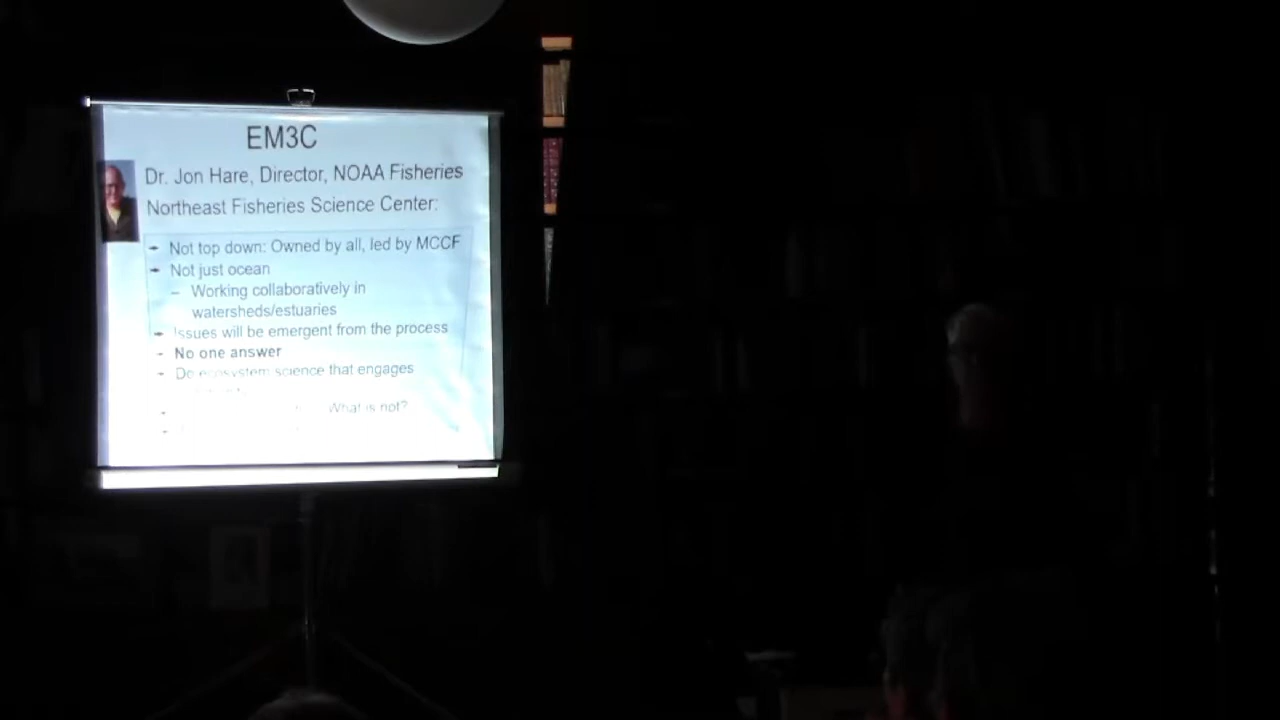 EM3C
Dr. Jon Hare, Director, NOAA Fisheries
Northeast Fisheries Science Center:
Not top down: Owned by all, led by MCCF
Not just ocean
– Working collaboratively in
watersheds/estuaries
Issues will be emergent from the process
- No one answer
- Do ecosystem science that engages
What is not?